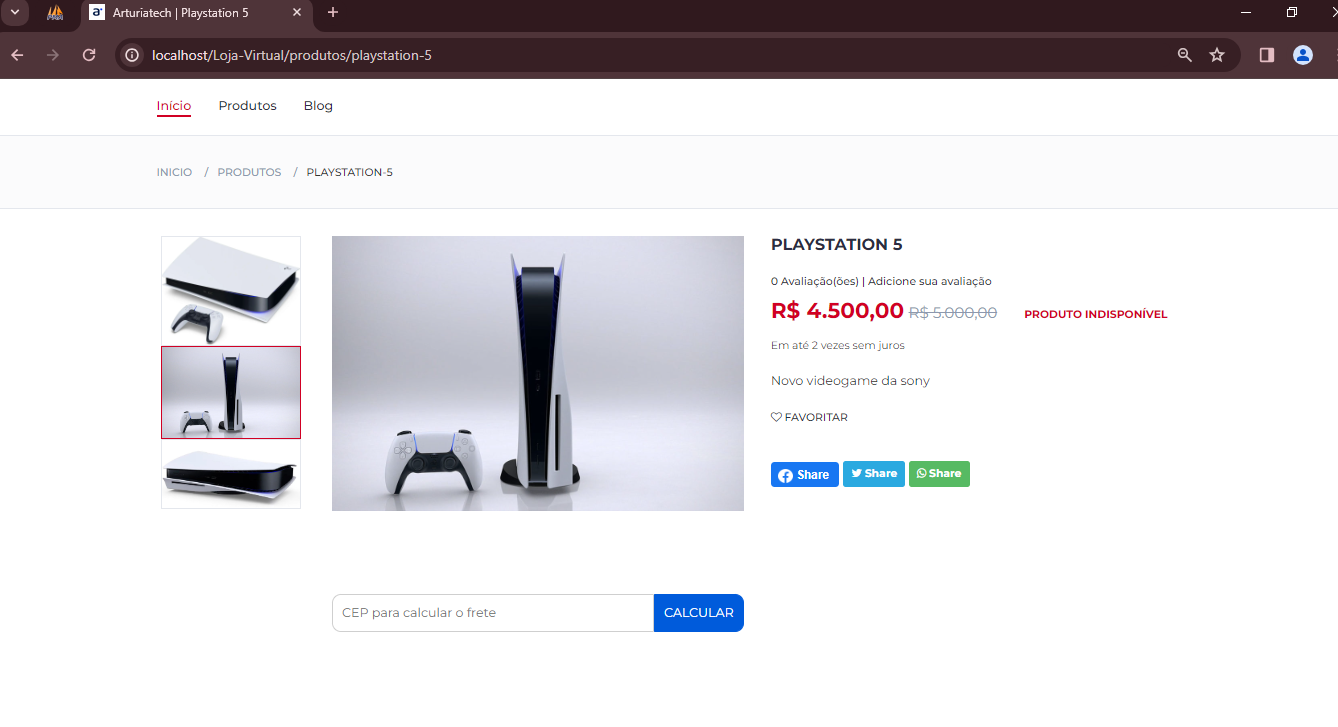 Arturiatech | Playstation 5
localhost/Loja-Virtual/produtos/playstation-5
Início Produtos Blog
INICIO / PRODUTOS / PLAYSTATION-5
PLAYSTATION 5
0 Avaliação(ões) | Adicione sua avaliação
R$ 4.500,00 R$ 5.000,00 PRODUTO INDISPONÍVEL
Em até 2 vezes sem juros
Novo videogame da sony
FAVORITAR
Share Share Share
CEP para calcular o frete CALCULAR